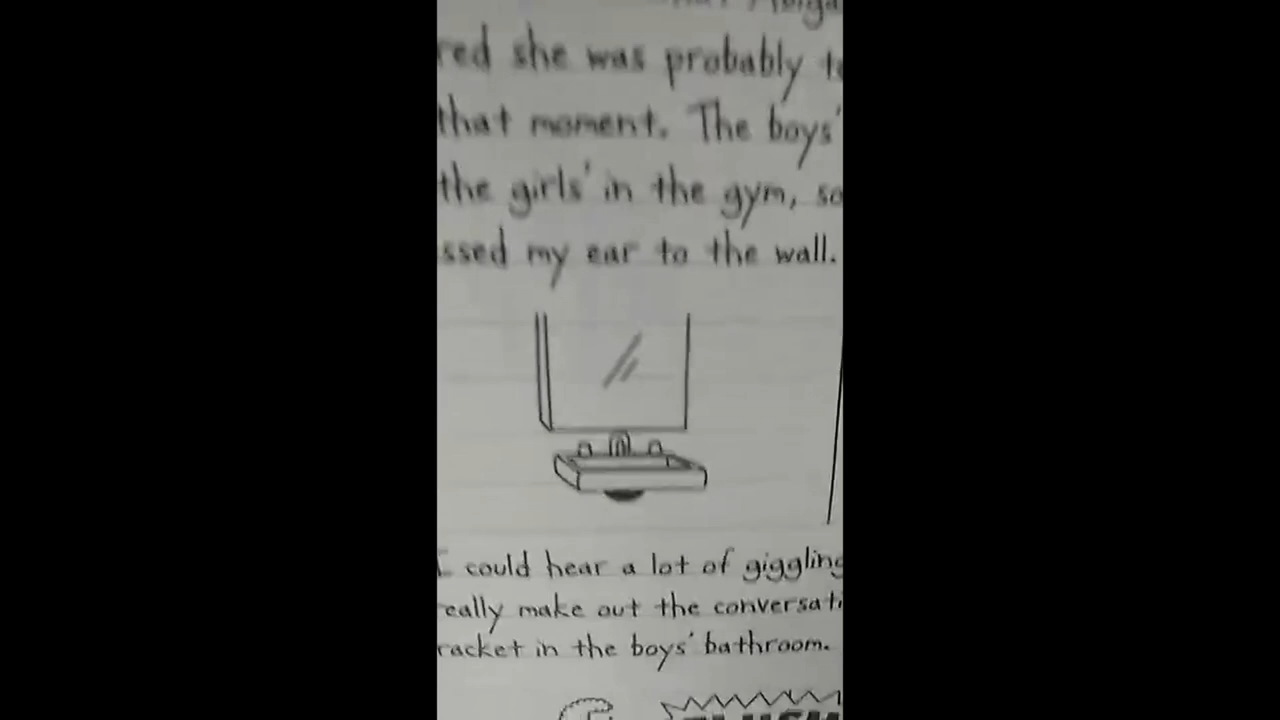 red she was probably
that moment. The boys'
the girls' in the gym, so
ssed my ear to the wall.
I could hear a lot of giggling
eally make out the conversati
racket in the boys' bathroom.